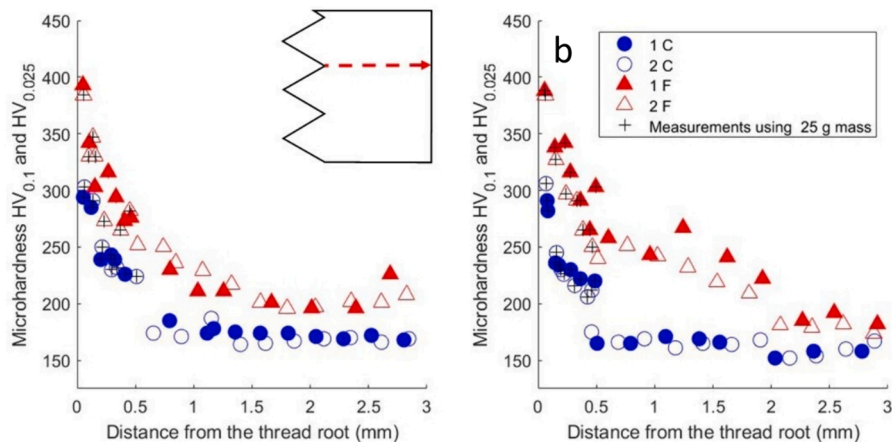 450
400
350
300
250
200
150
0
0.5
1
1.5
2
2.5
3
Microhardness HV0.1 and HV0.025
Distance from the thread root (mm)
b
1 C
2 C
1 F
2 F
Measurements using 25 g mass
450
400
350
300
250
200
150
0
0.5
1
1.5
2
2.5
3
Microhardness HV0.1 and HV0.025
Distance from the thread root (mm)